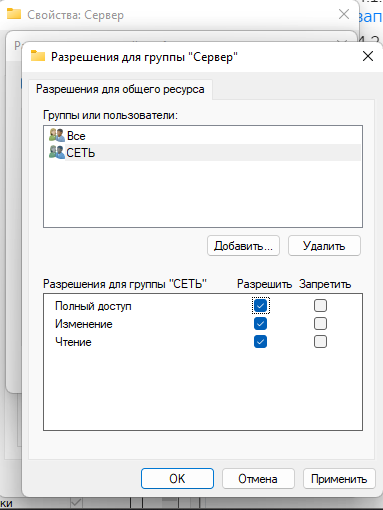 Свойства: Сервер
Разрешения для группы "Сервер"
Разрешения для общего ресурса
Группы или пользователи:
Все
СЕТЬ
Добавить...
Удалить
Разрешения для группы "СЕТЬ"
Разрешить
Запретить
Полный доступ
Изменение
Чтение
ОК
Отмена
Применить